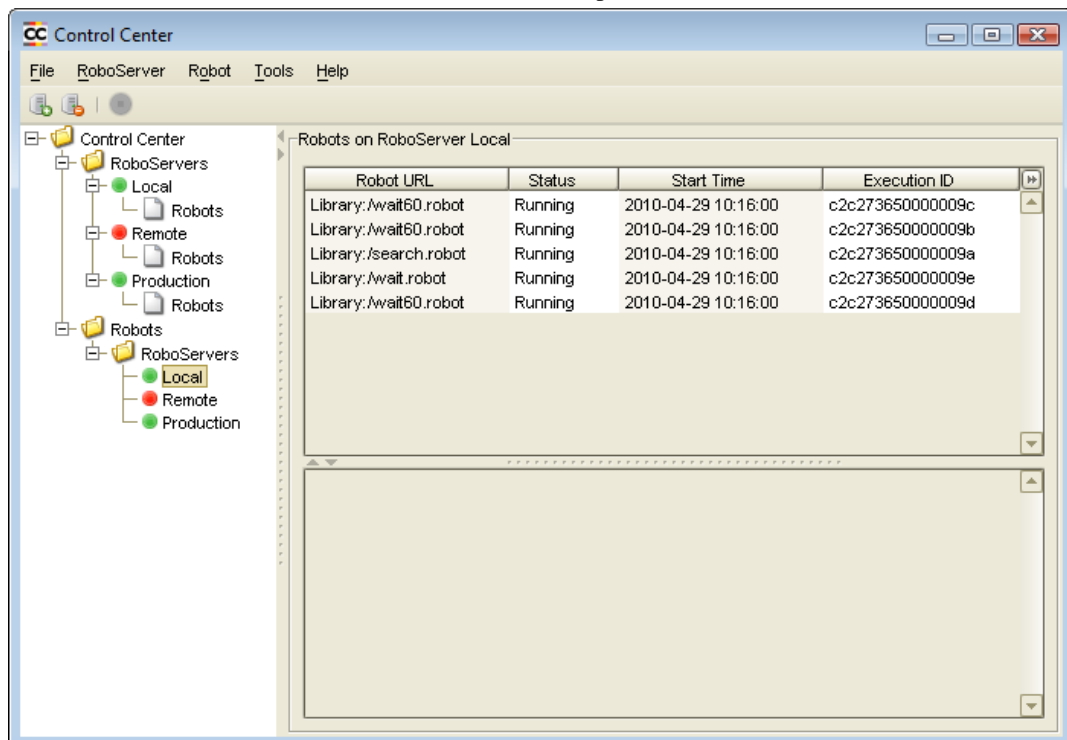 CC Control Center
File RoboServer Robot Tools Help
Control Center
RoboServers
Local
Robots
Remote
Robots
Production
Robots
Robots
RoboServers
Local
Remote
Production
Robots on RoboServer Local
Robot URL Status Start Time Execution ID
Library:/wait60.robot Running 2010-04-29 10:16:00 c2c273650000009c
Library:/wait60.robot Running 2010-04-29 10:16:00 c2c273650000009b
Library:/search.robot Running 2010-04-29 10:16:00 c2c273650000009a
Library:/wait.robot Running 2010-04-29 10:16:00 c2c273650000009e
Library:/wait60.robot Running 2010-04-29 10:16:00 c2c273650000009d